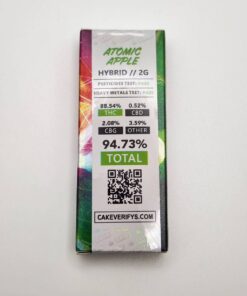 ATOMIC
APPLE
HYBRID // 2G
PESTICIDES TEST: PASS
HEAVY METALS TEST: PASS
88.54% 0.52%
THC CBD
2.08% 3.59%
CBG OTHER
94.73%
TOTAL
CAKEVERIFYS.COM